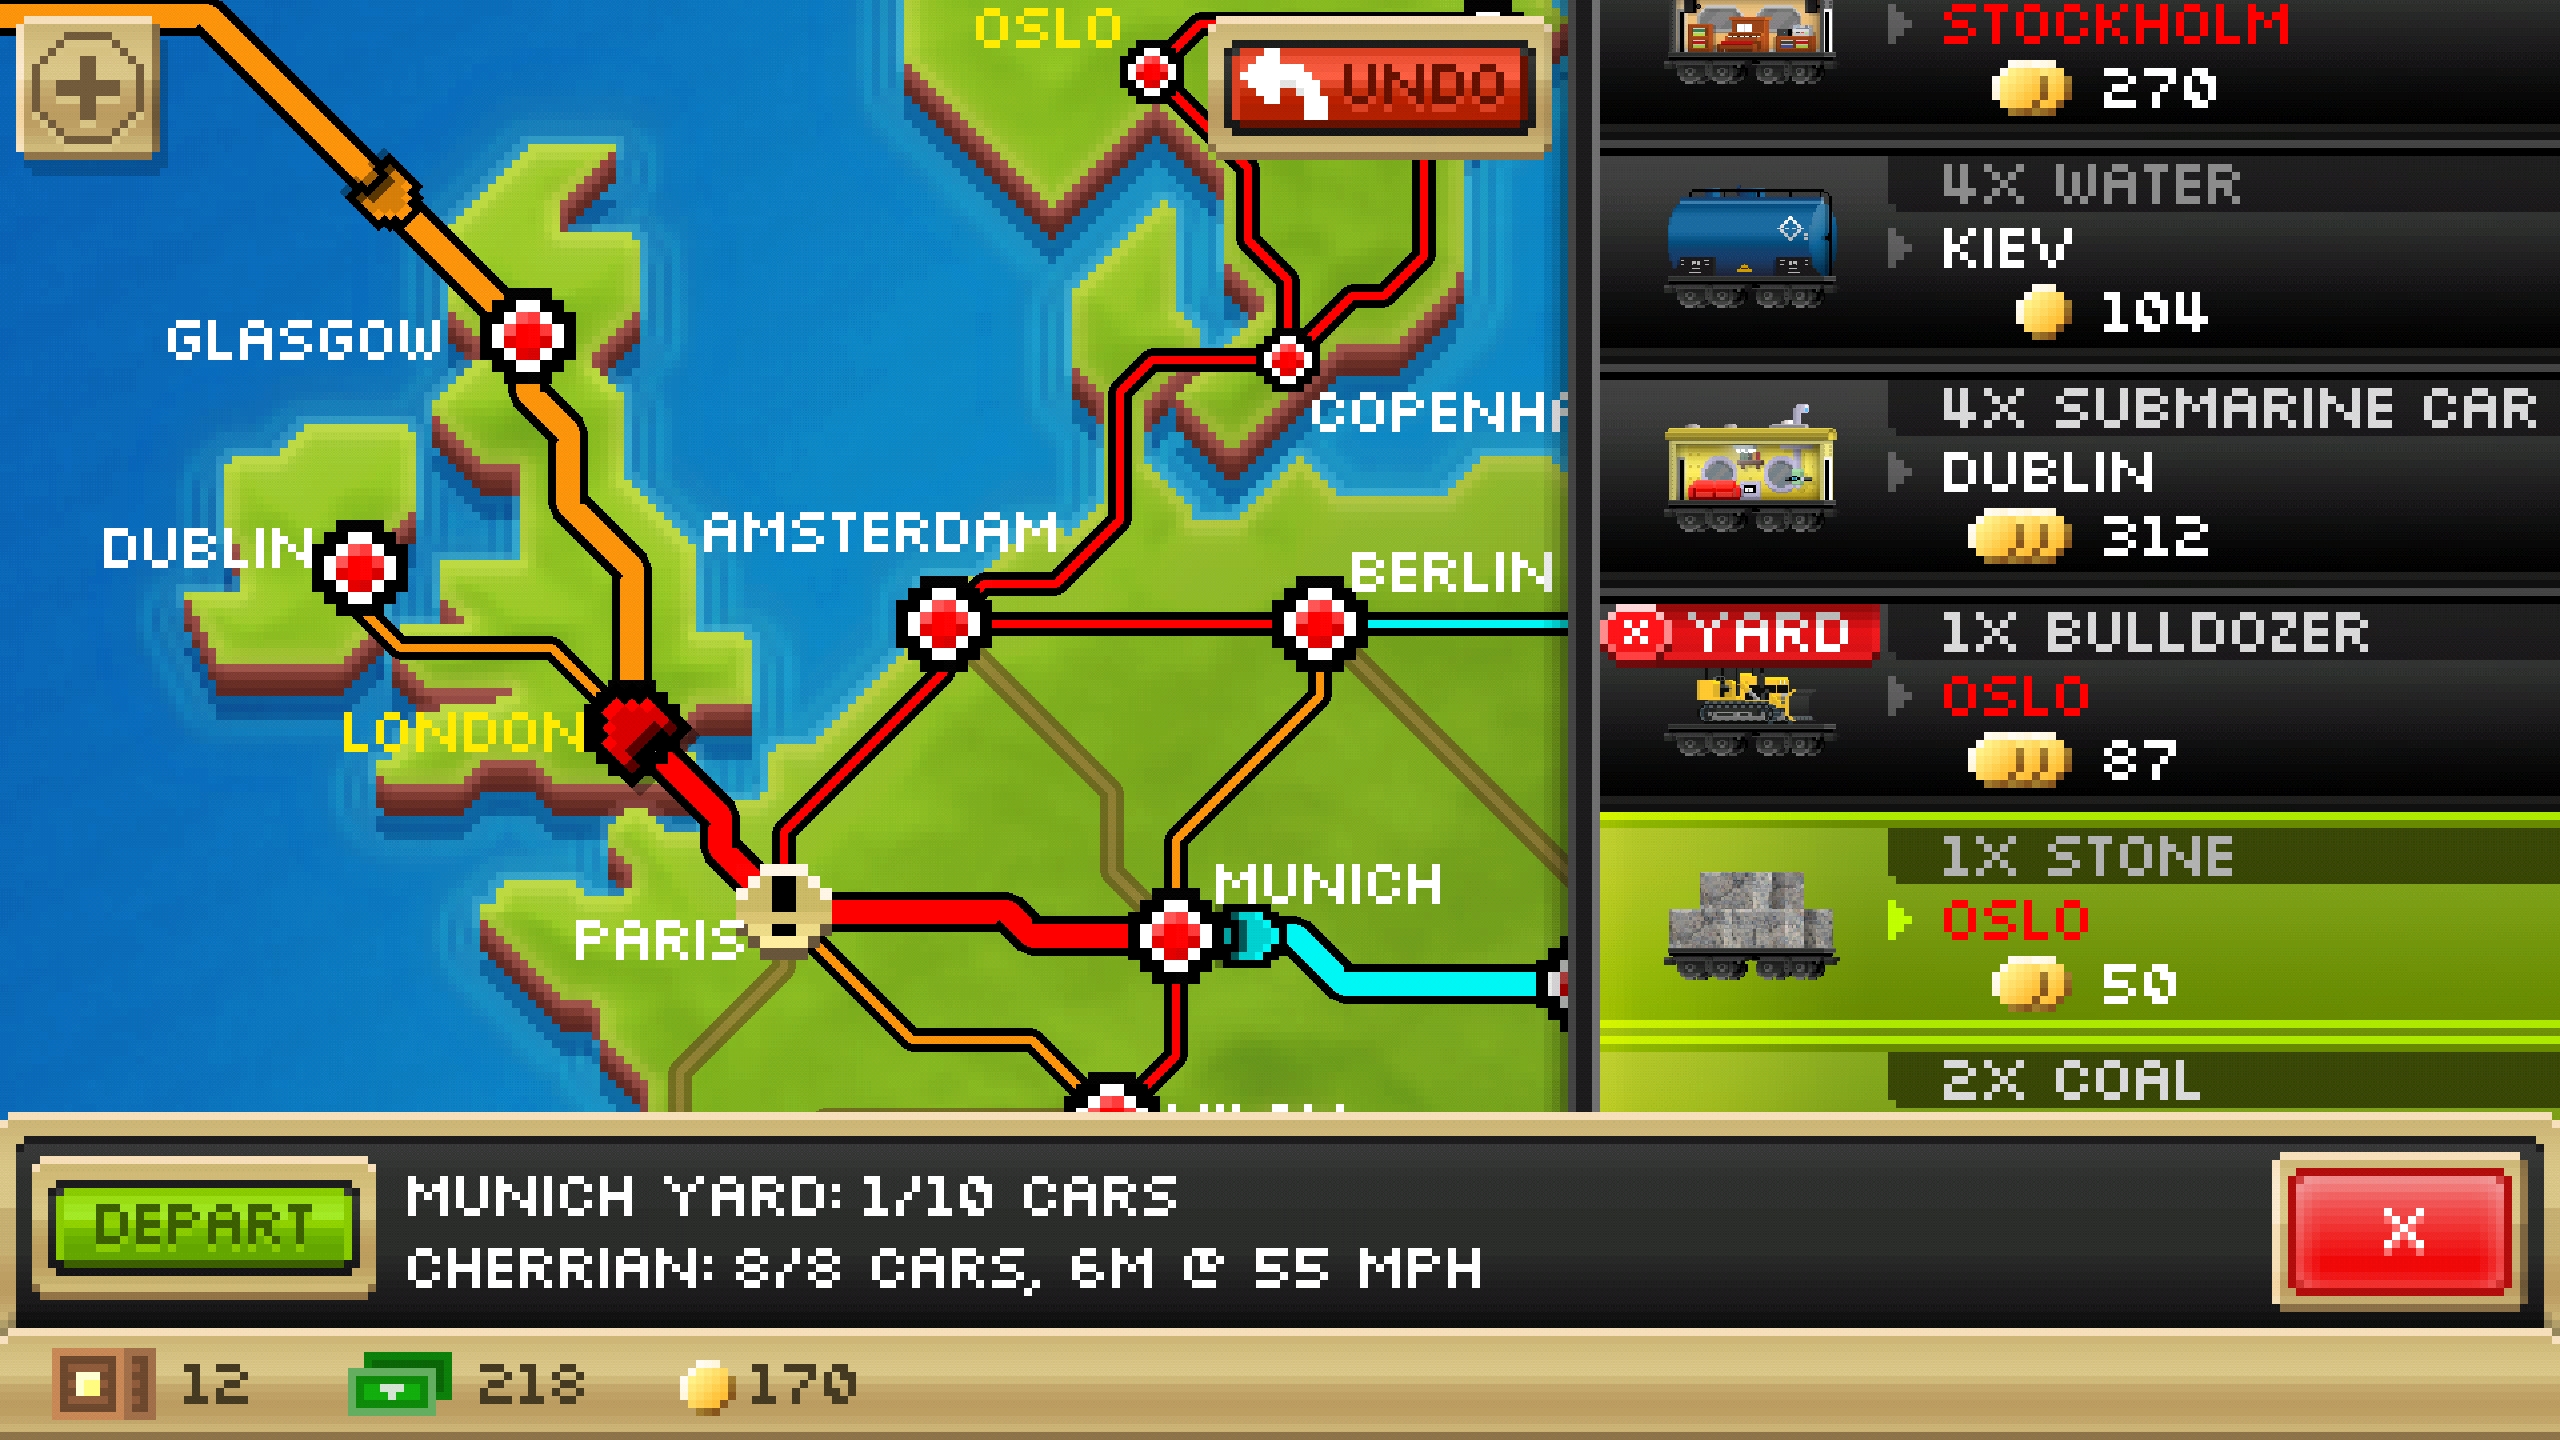 OSLO
UNDO
GLASGOW
DUBLIN
AMSTERDAM
COPENHA
BERLIN
LONDON
PARIS
MUNICH
STOCKHOLM
270
4X WATER
KIEV
104
4X SUBMARINE CAR
DUBLIN
312
YARD
1X BULLDOZER
OSLO
87
1X STONE
OSLO
50
2X COAL
DEPART
MUNICH YARD: 1/10 CARS
CHERRIAN: 8/8 CARS, 6M @ 55 MPH
X
12
218
170